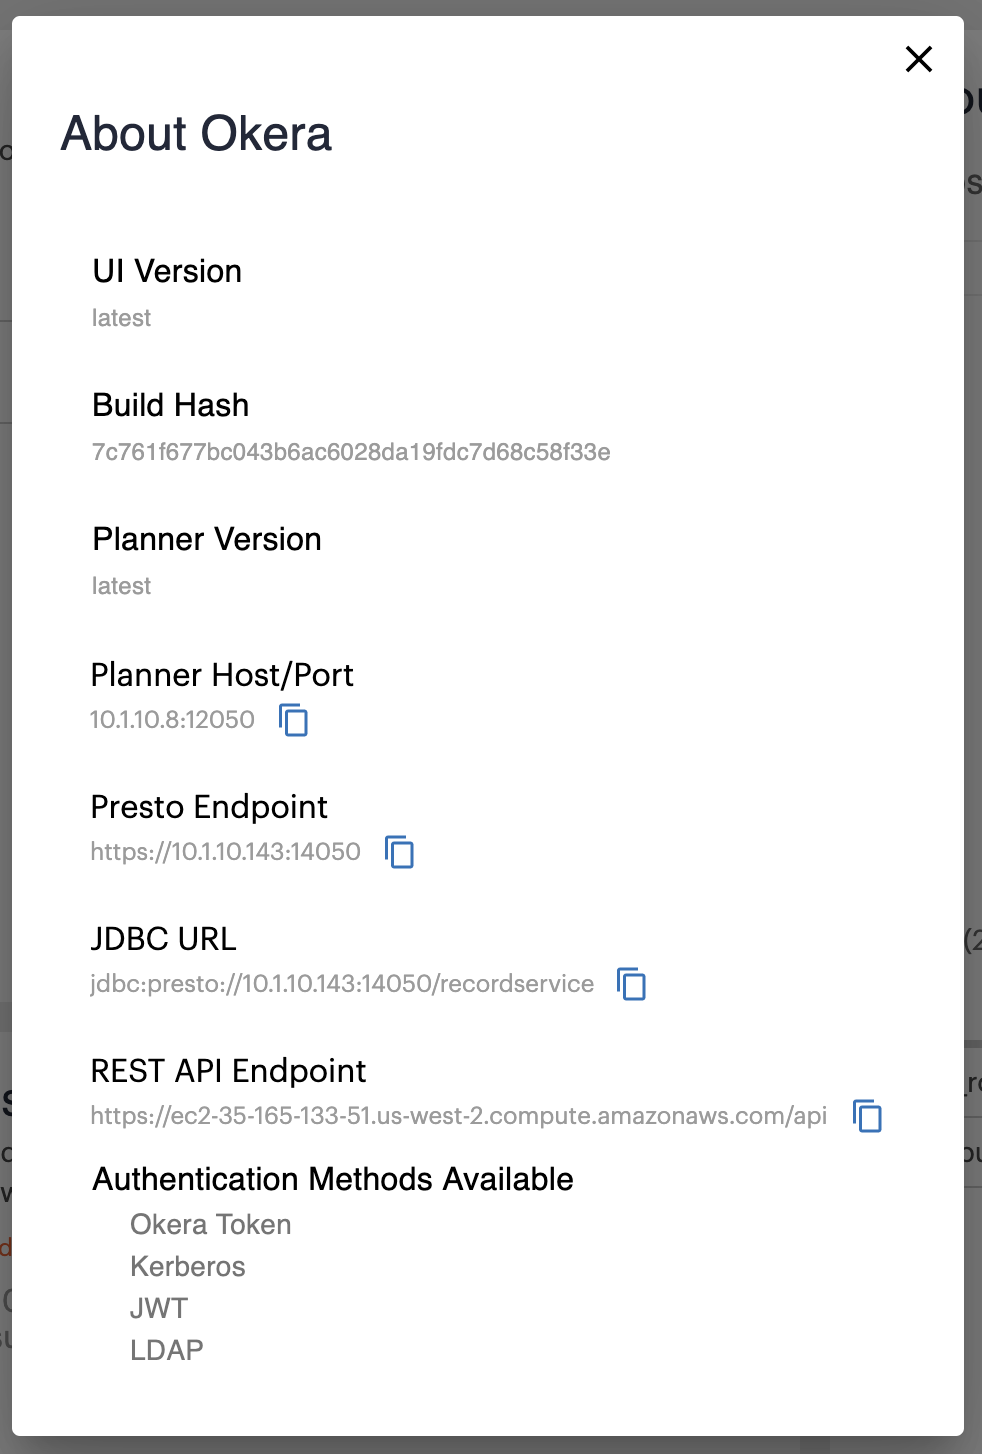 About Okera
UI Version
latest
Build Hash
7c761f677bc043b6ac6028da19fdc7d68c58f33e
Planner Version
latest
Planner Host/Port
10.1.10.8:12050
Presto Endpoint
https://10.1.10.143:14050
JDBC URL
jdbc:presto://10.1.10.143:14050/recordservice
REST API Endpoint
https://ec2-35-165-133-51.us-west-2.compute.amazonaws.com/api
Authentication Methods Available
Okera Token
Kerberos
JWT
LDAP